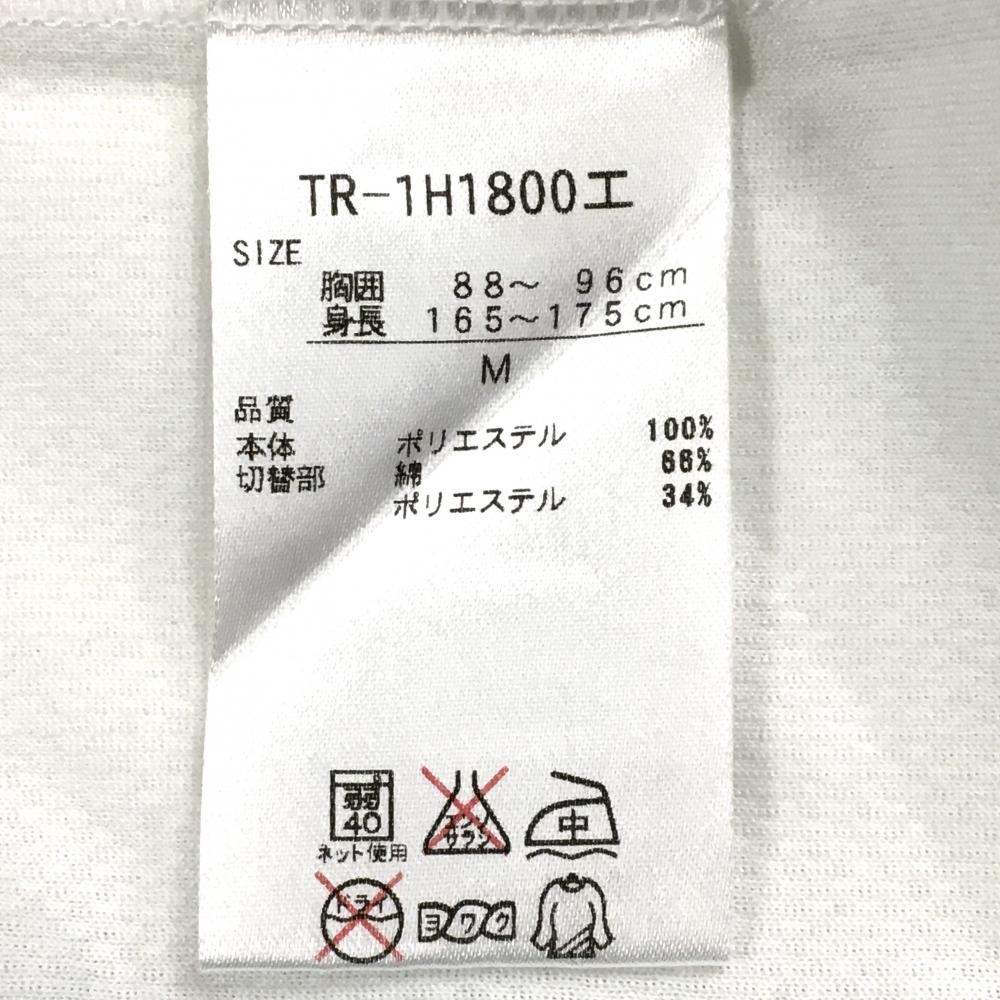 TR-1H1800エ
SIZE
胸囲 88～ 96cm
身長 165～175cm
M
品質
本体 ポリエステル 100%
切替部 綿 66%
ポリエステル 34%
弱
40
ネット使用
エンソ
サラシ
中
ドライ
ヨワク